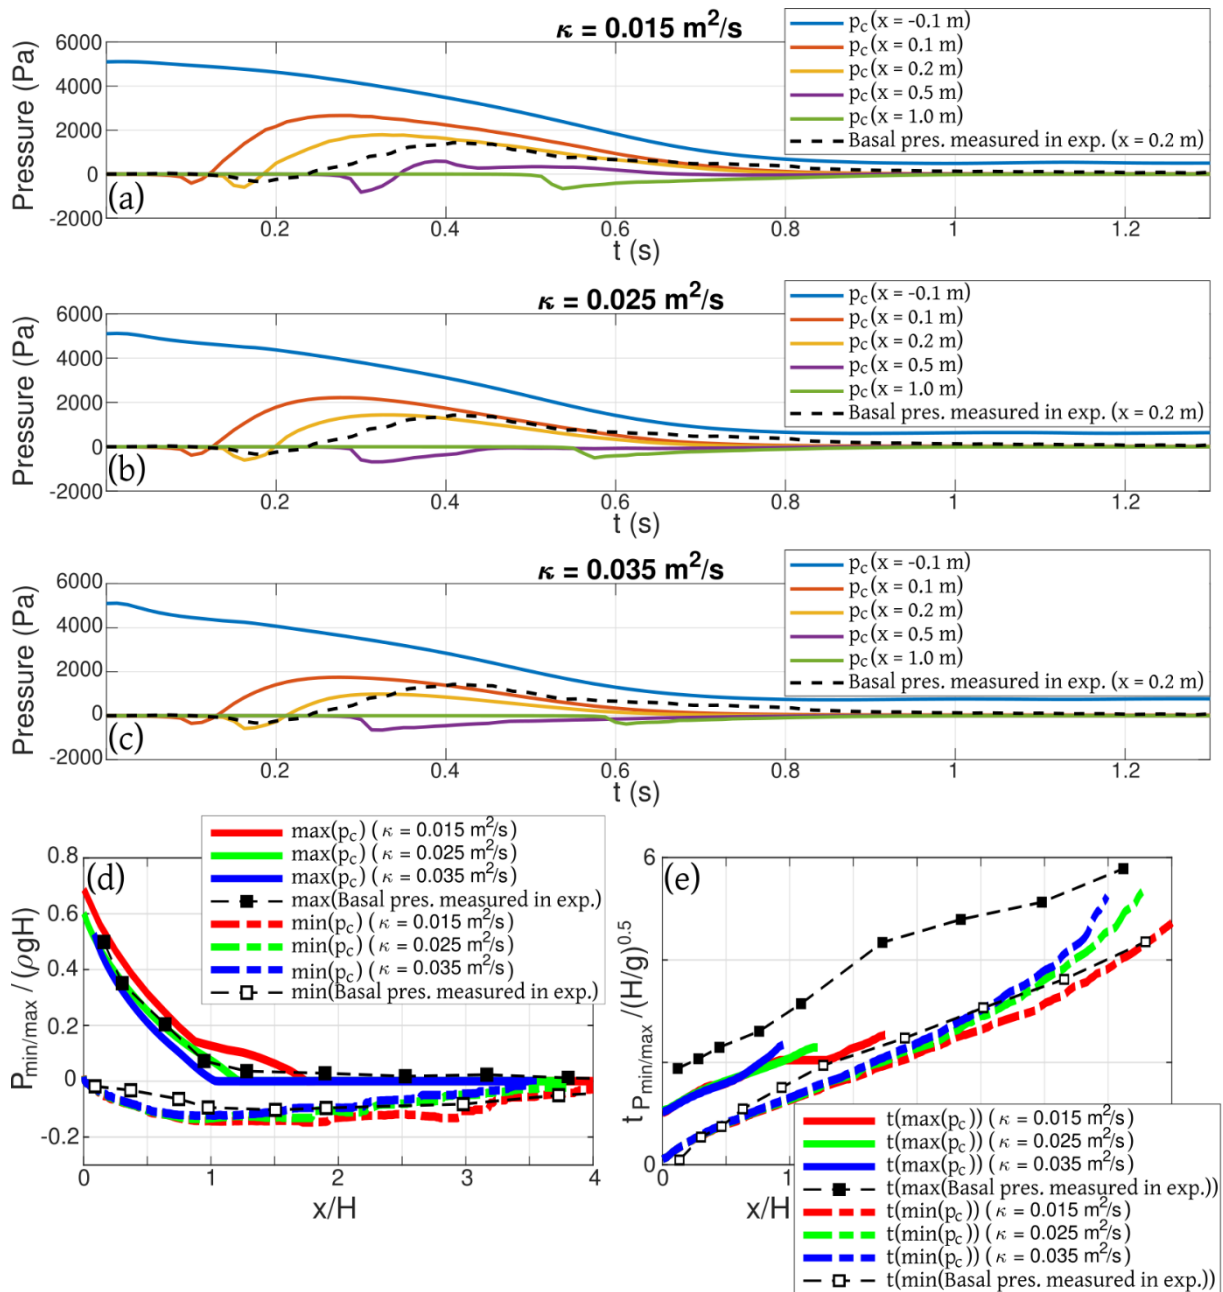 κ = 0.015 m²/s
6000
4000
2000
0
-2000
Pressure (Pa)
(a)
0.2
0.4
0.6
0.8
1
1.2
t (s)
p_c(x = -0.1 m)
p_c(x = 0.1 m)
p_c(x = 0.2 m)
p_c(x = 0.5 m)
p_c(x = 1.0 m)
Basal pres. measured in exp. (x = 0.2 m)
κ = 0.025 m²/s
6000
4000
2000
0
-2000
Pressure (Pa)
(b)
0.2
0.4
0.6
0.8
1
1.2
t (s)
p_c(x = -0.1 m)
p_c(x = 0.1 m)
p_c(x = 0.2 m)
p_c(x = 0.5 m)
p_c(x = 1.0 m)
Basal pres. measured in exp. (x = 0.2 m)
κ = 0.035 m²/s
6000
4000
2000
0
-2000
Pressure (Pa)
(c)
0.2
0.4
0.6
0.8
1
1.2
t (s)
p_c(x = -0.1 m)
p_c(x = 0.1 m)
p_c(x = 0.2 m)
p_c(x = 0.5 m)
p_c(x = 1.0 m)
Basal pres. measured in exp. (x = 0.2 m)
(d)
0.8
0.6
0.4
0.2
0
-0.2
P_min/max / (ρgH)
0
1
2
3
4
x/H
max(p_c) ( κ = 0.015 m²/s)
max(p_c) ( κ = 0.025 m²/s)
max(p_c) ( κ = 0.035 m²/s)
max(Basal pres. measured in exp.)
min(p_c) ( κ = 0.015 m²/s)
min(p_c) ( κ = 0.025 m²/s)
min(p_c) ( κ = 0.035 m²/s)
min(Basal pres. measured in exp.)
(e)
6
4
2
0
t_P_min/max /(H/g)^0.5
0
x/H
t(max(p_c)) ( κ = 0.015 m²/s)
t(max(p_c)) ( κ = 0.025 m²/s)
t(max(p_c)) ( κ = 0.035 m²/s)
t(max(Basal pres. measured in exp.))
t(min(p_c)) ( κ = 0.015 m²/s)
t(min(p_c)) ( κ = 0.025 m²/s)
t(min(p_c)) ( κ = 0.035 m²/s)
t(min(Basal pres. measured in exp.))